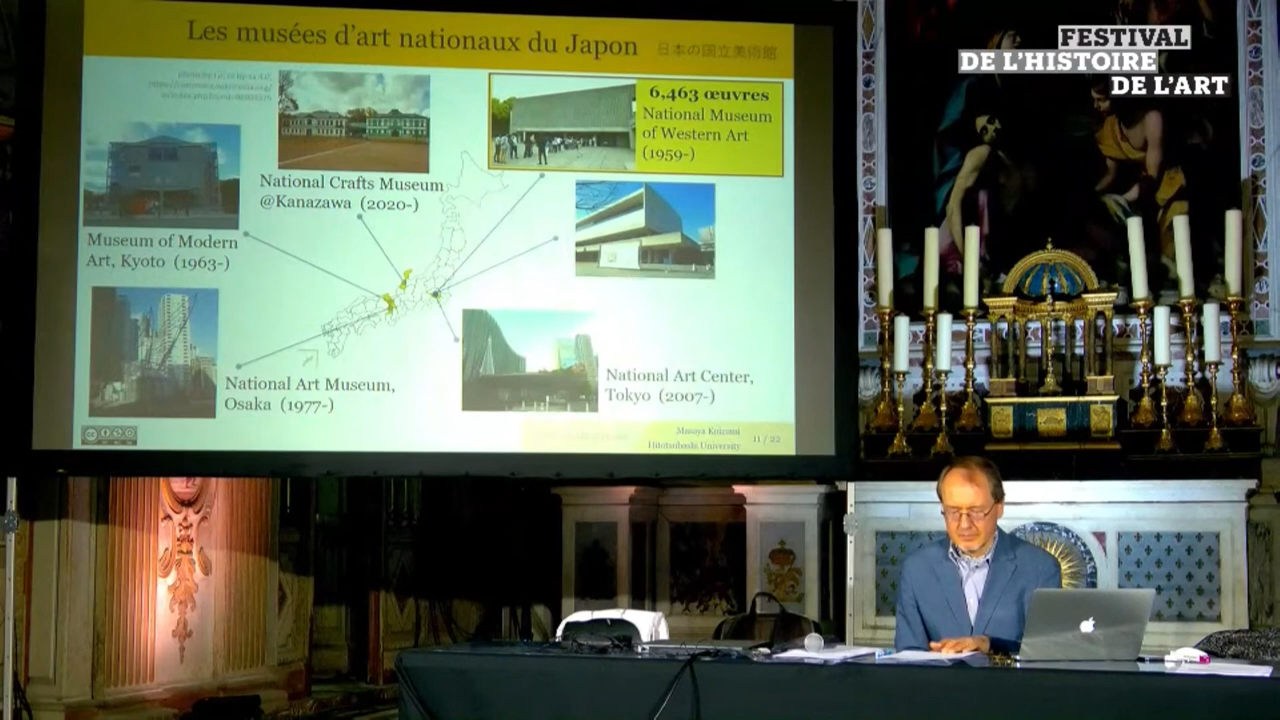 Les musées d'art nationaux du Japon 日本の国立美術館
FESTIVAL
DE L'HISTOIRE
DE L'ART
6,463 œuvres
National Museum
of Western Art
(1959-)
National Crafts Museum
@Kanazawa (2020-)
Museum of Modern
Art, Kyoto (1963-)
National Art Museum,
Osaka (1977-)
National Art Center,
Tokyo (2007-)
Masaya Koizumi
Hitotsubashi University
11 / 22